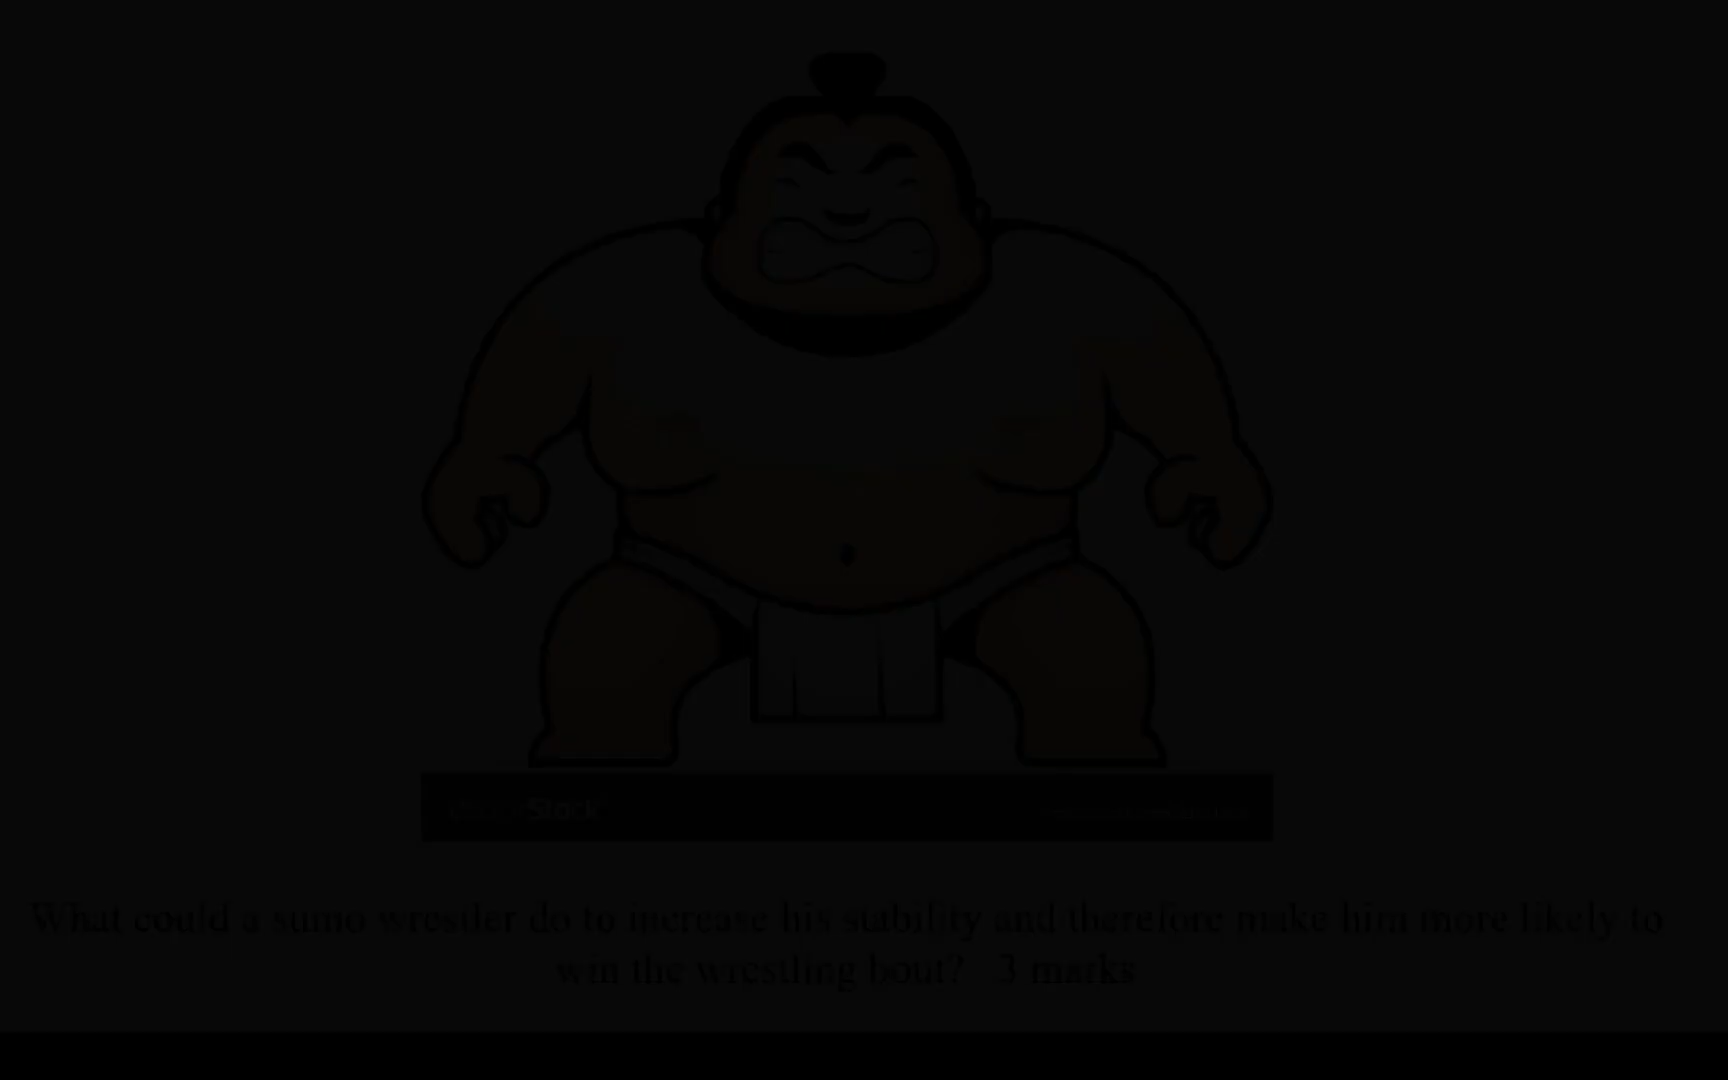 Stock
What could a sumo wrestler do to increase his stability and therefore make him more likely to
win the wrestling bout? 3 marks